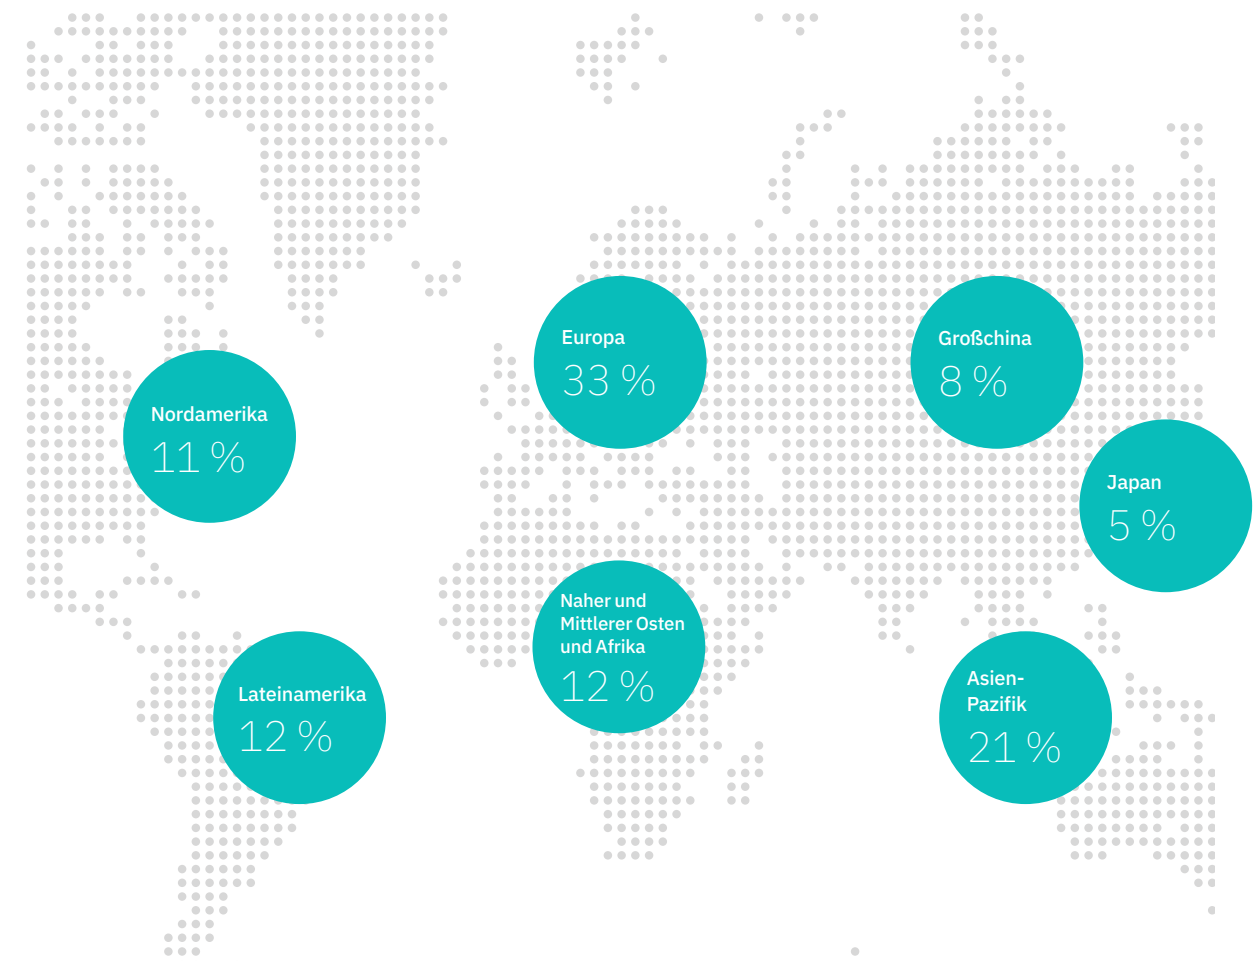 Europa
33 %
Großchina
8 %
Nordamerika
11 %
Japan
5 %
Naher und
Mittlerer Osten
und Afrika
12 %
Lateinamerika
12 %
Asien-
Pazifik
21 %